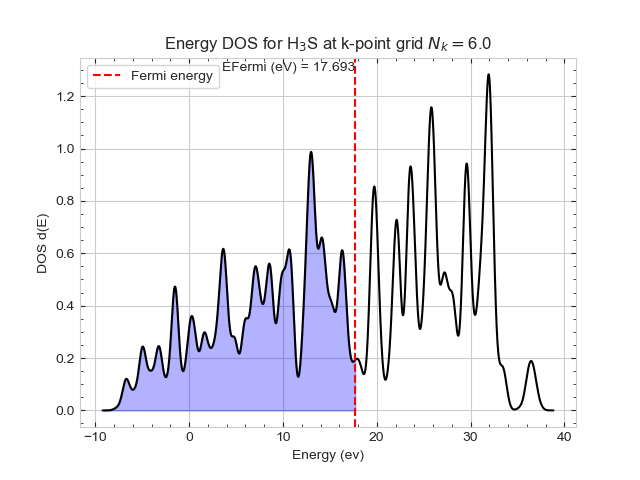 Energy DOS for H₃S at k-point grid Nₖ = 6.0
EFermi (eV) = 17.693
Fermi energy
DOS d(E)
1.2
1.0
0.8
0.6
0.4
0.2
0.0
−10 0 10 20 30 40
Energy (ev)